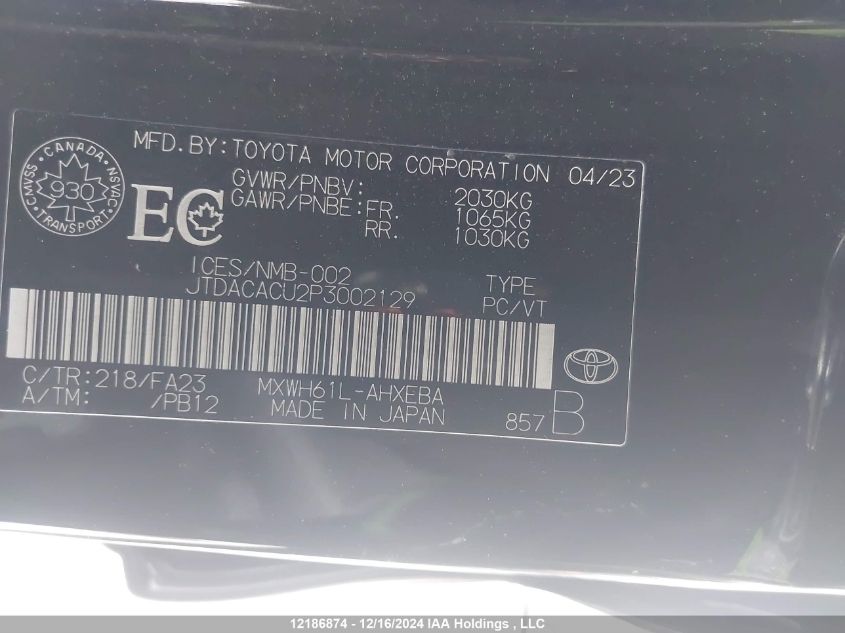 MFD.BY:TOYOTA MOTOR CORPORATION 04/23
CANADA
CMVSS 930 NSVAC
TRANSPORT
EC
GVWR/PNBV: 2030KG
GAWR/PNBE:FR. 1065KG
RR. 1030KG
ICES/NMB-002
TYPE
JTDACACU2P3002129
PC/VT
C/TR:218/FA23
MXWH61L-AHXEBA
A/TM: /PB12
MADE IN JAPAN
857 B
12186874 - 12/16/2024 IAA Holdings , LLC